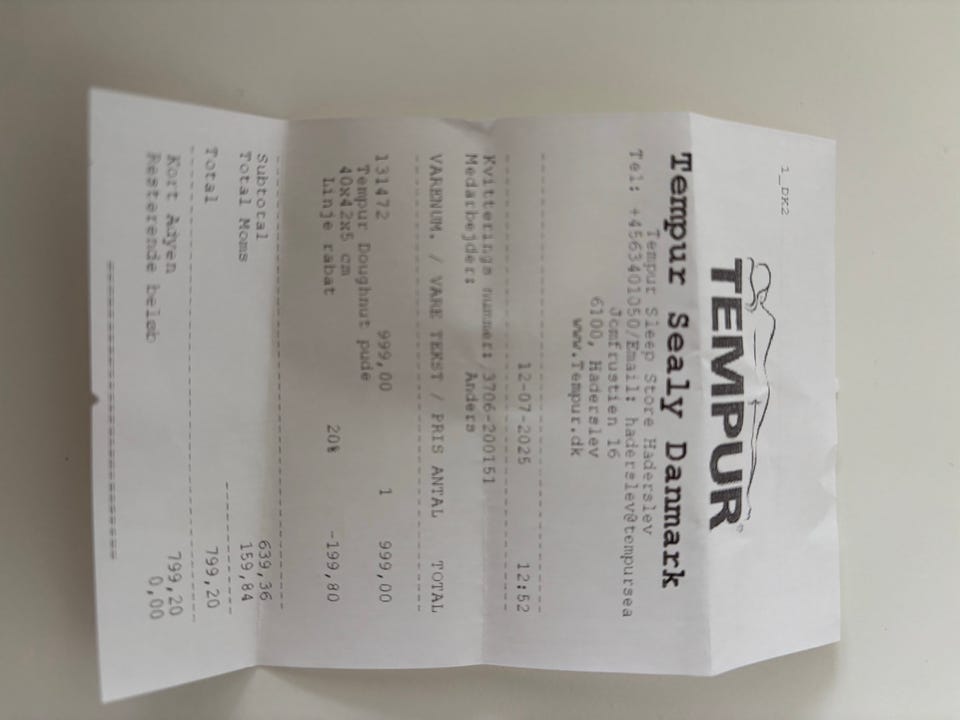 1_DK2
TEMPUR®
Tempur Sealy Danmark
Tempur Sleep Store Haderslev
Tel: +4563401050/Email: haderslev@tempursea
Jomfrustien 16
6100, Haderslev
www.Tempur.dk
12-07-2025 12:52
Kvitterings nummer: 3706-200151
Medarbejder: Anders
VARENUM. / VARE TEKST / PRIS ANTAL TOTAL
131472 999,00 1 999,00
Tempur Doughnut pude
40x42x5 cm
Linje rabat 20% -199,80
Subtotal 639,36
Total Moms 159,84
Total 799,20
Kort Adyen 799,20
Resterende beløb 0,00